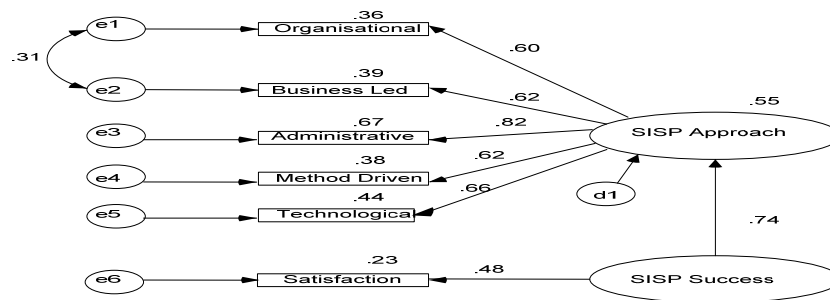 .36
e1
Organisational
.60
.31
.39
e2
Business Led
.62
.55
.67
e3
Administrative
.82
SISP Approach
.38
e4
Method Driven
.62
.44
.66
d1
e5
Technological
.74
.23
e6
Satisfaction
.48
SISP Success